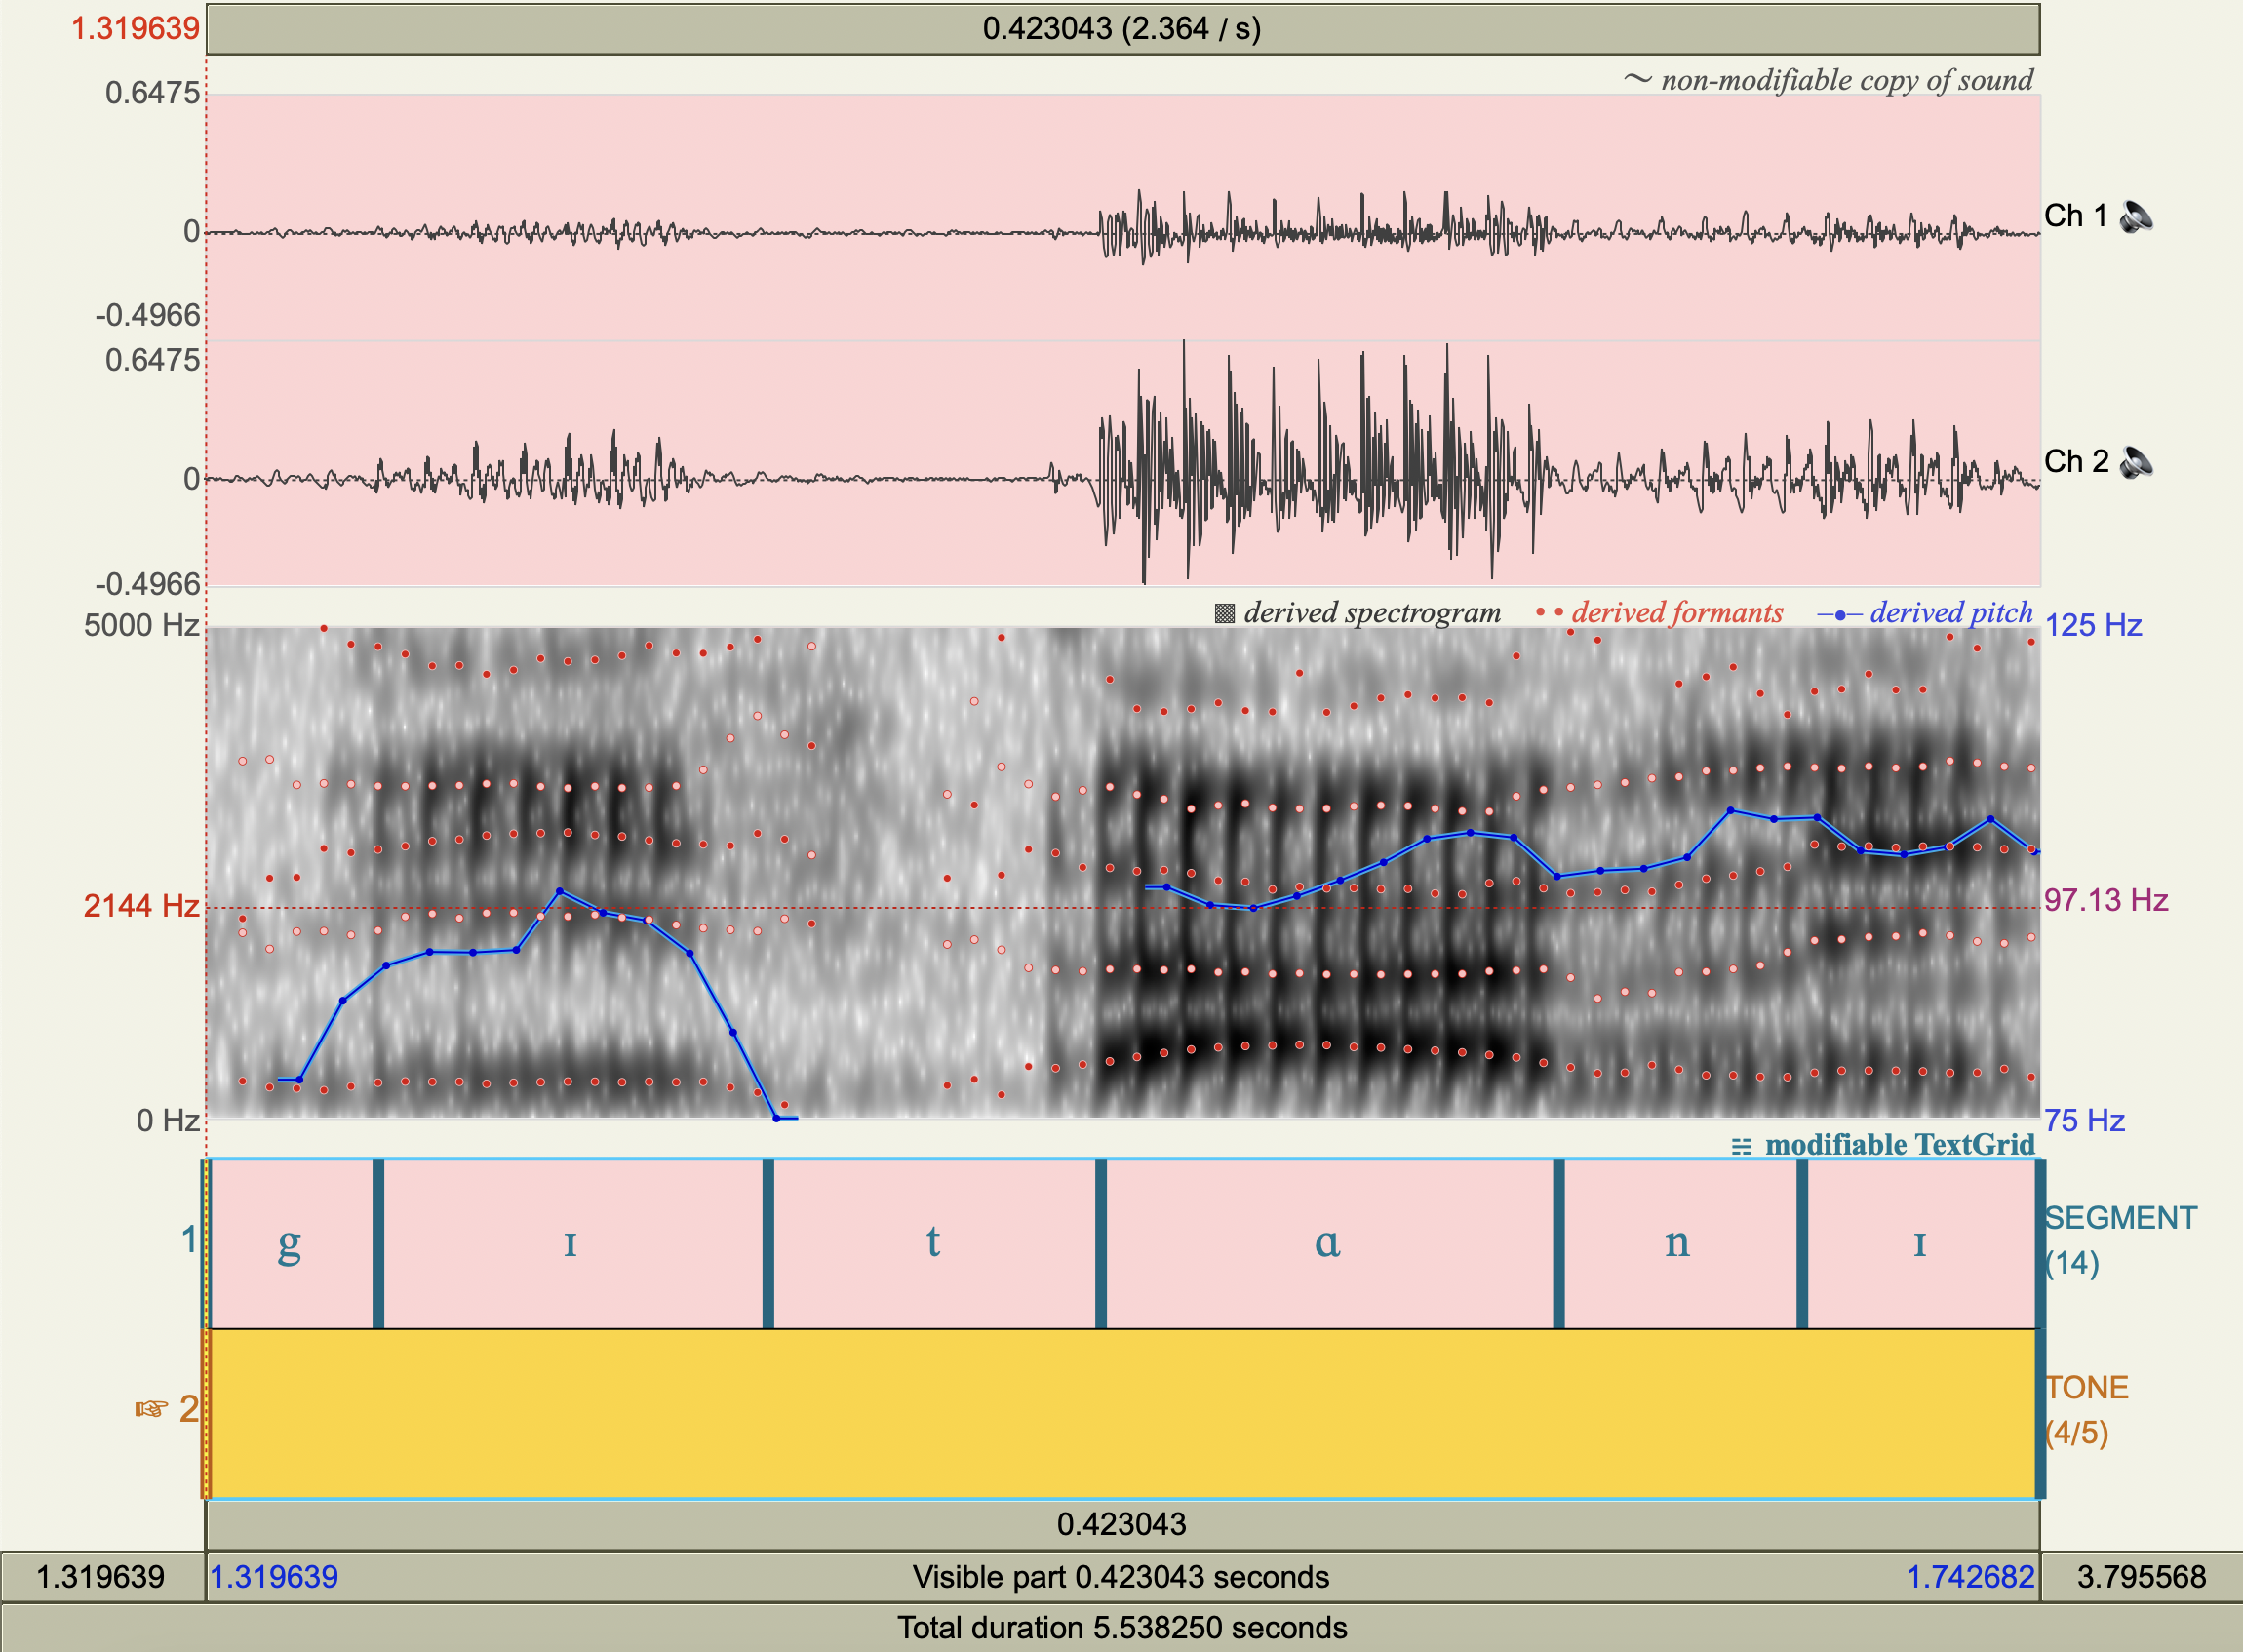 1.319639 0.423043 (2.364 / s)
〜 non-modifiable copy of sound
0.6475
0
-0.4966
Ch 1
0.6475
0
-0.4966
Ch 2
derived spectrogram derived formants derived pitch
5000 Hz 125 Hz
2144 Hz 97.13 Hz
0 Hz 75 Hz
modifiable TextGrid
1 g ɪ t ɑ n ɪ SEGMENT
(14)
☞ 2 TONE
(4/5)
0.423043
1.319639 1.319639 Visible part 0.423043 seconds 1.742682 3.795568
Total duration 5.538250 seconds